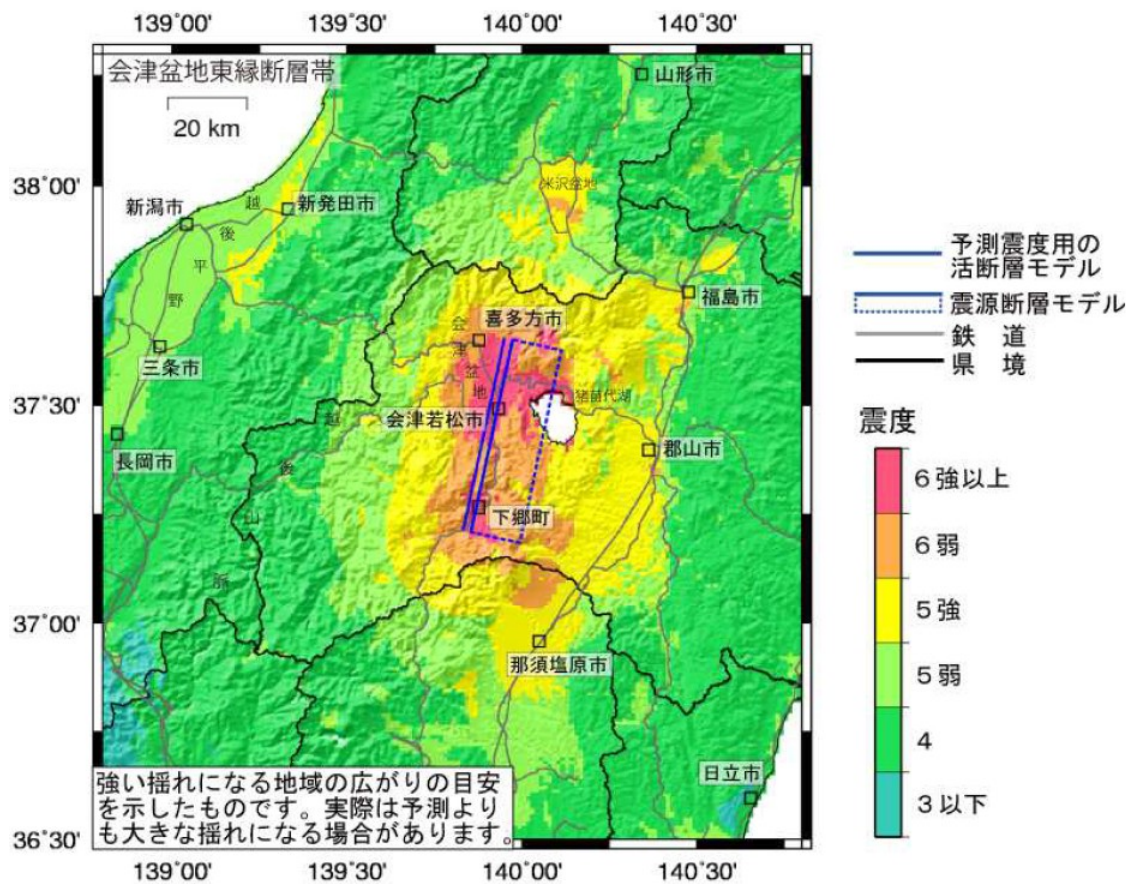 139°00' 139°30' 140°00' 140°30'
会津盆地東縁断層帯
20 km
山形市
38°00'
米沢盆地
新潟市
新発田市
越後平野
福島市
喜多方市
会津盆地
三条市
37°30'
猪苗代湖
会津若松市
越後山脈
郡山市
長岡市
下郷町
37°00'
那須塩原市
日立市
強い揺れになる地域の広がりの目安
を示したものです。実際は予測より
も大きな揺れになる場合があります。
36°30'
139°00' 139°30' 140°00' 140°30'
予測震度用の
活断層モデル
震源断層モデル
鉄 道
県 境
震度
6強以上
6弱
5強
5弱
4
3以下